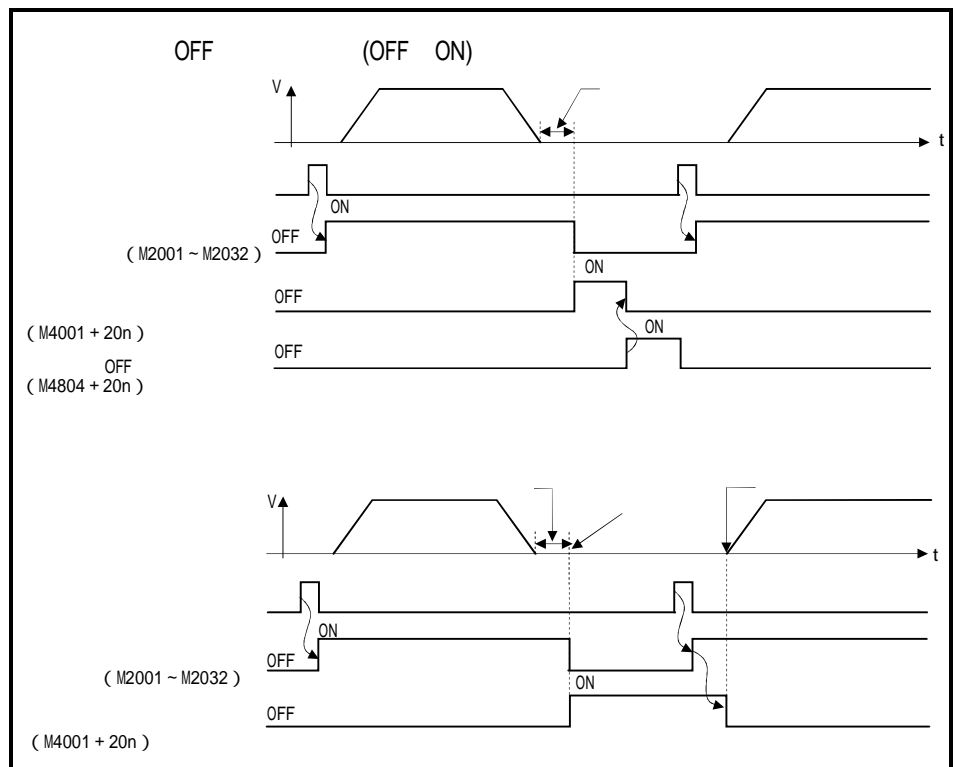 OFF (OFF ON)
V
t
ON
OFF
( M2001 ~ M2032 )
ON
OFF
( M4001 + 20n )
ON
OFF
OFF
( M4804 + 20n )
V
t
ON
OFF
( M2001 ~ M2032 )
ON
OFF
( M4001 + 20n )